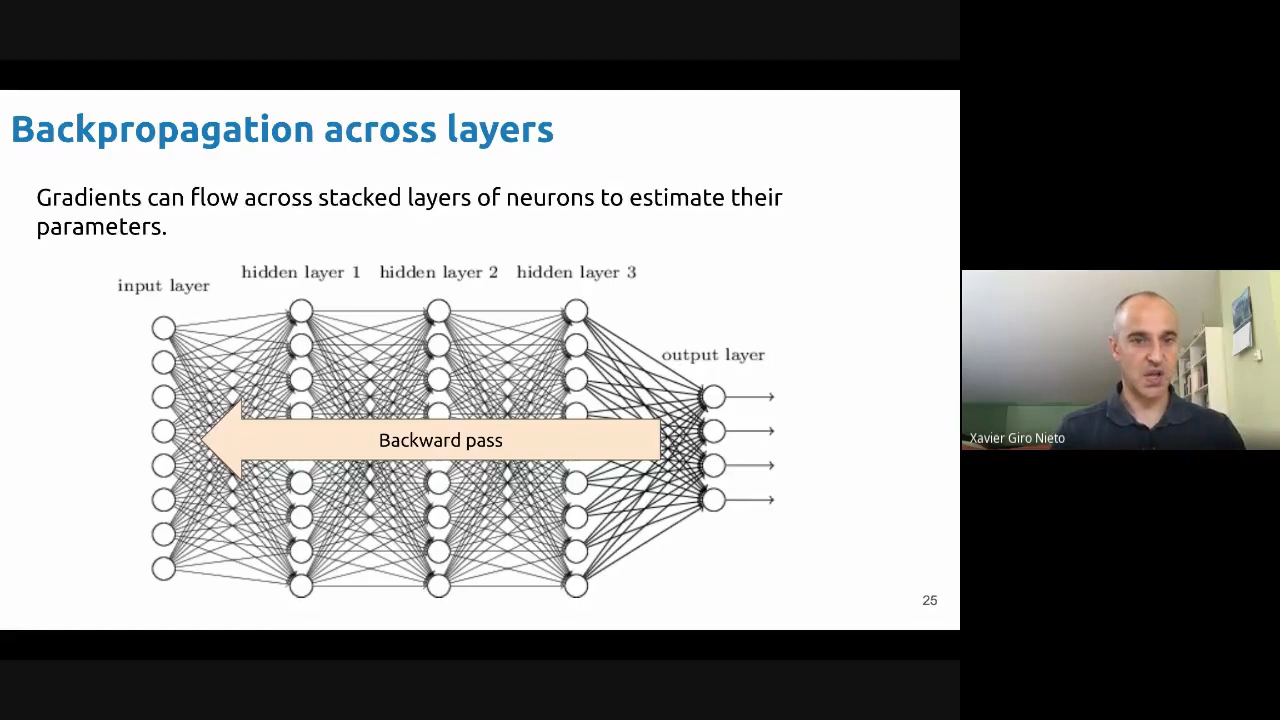 Backpropagation across layers
Gradients can flow across stacked layers of neurons to estimate their
parameters.
hidden layer 1 hidden layer 2 hidden layer 3
input layer
output layer
Backward pass
25
Xavier Giro Nieto